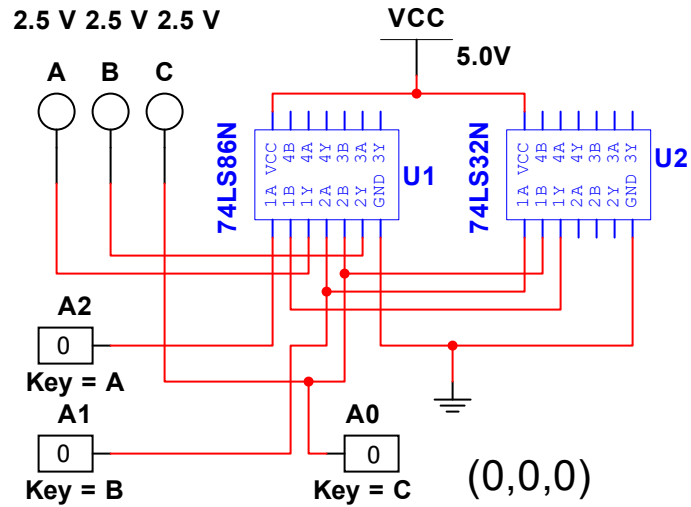 2.5 V 2.5 V 2.5 V
VCC
5.0V
A B C
74LS86N
VCC 4B 4A 4Y 3B 3A 3Y
1A 1B 1Y 2A 2B 2Y GND
U1
74LS32N
VCC 4B 4A 4Y 3B 3A 3Y
1A 1B 1Y 2A 2B 2Y GND
U2
A2
0
Key = A
A1
0
Key = B
A0
0
Key = C
(0,0,0)